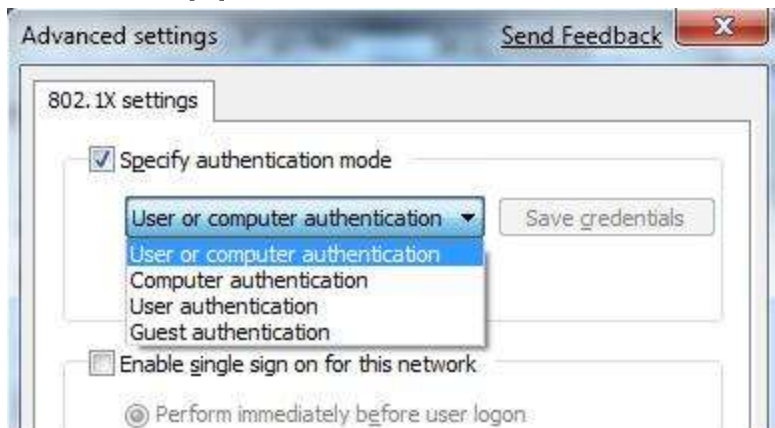 Advanced settings Send Feedback X
802.1X settings
Specify authentication mode
User or computer authentication Save credentials
User or computer authentication
Computer authentication
User authentication
Guest authentication
Enable single sign on for this network
Perform immediately before user logon